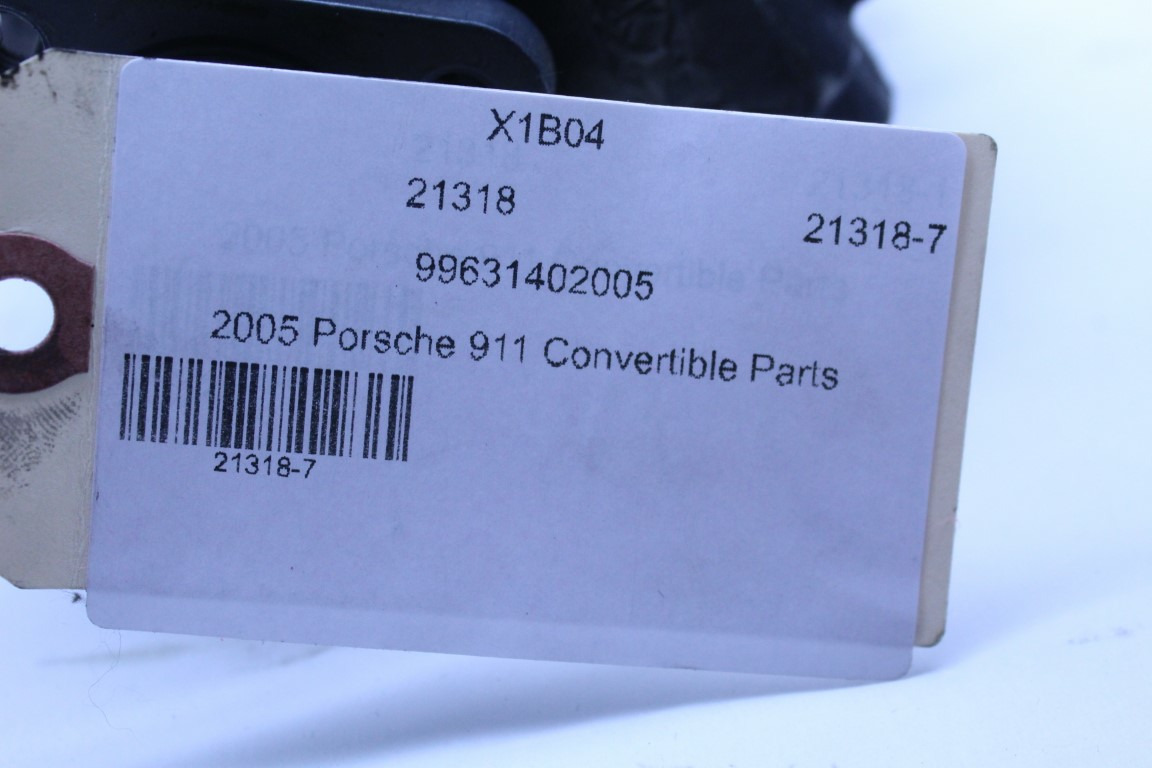 X1B04
21318
21318-7
99631402005
2005 Porsche 911 Convertible Parts
21318-7